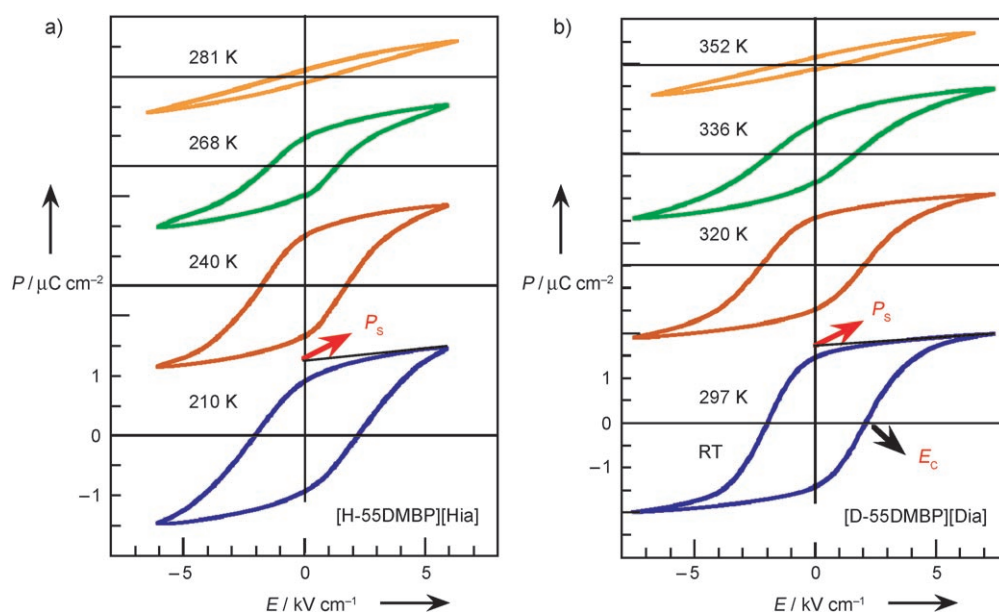 a)
281 K
268 K
240 K
P / μC cm⁻²
Pₛ
1
210 K
0
−1
[H-55DMBP][Hia]
−5 0 5
E / kV cm⁻¹
b)
352 K
336 K
320 K
P / μC cm⁻²
Pₛ
1
297 K
0
RT
E_C
−1
[D-55DMBP][Dia]
−5 0 5
E / kV cm⁻¹